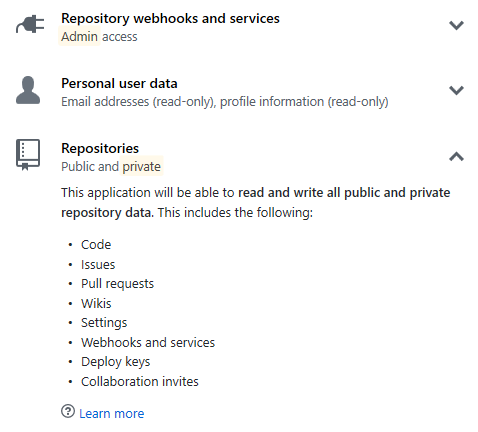 Repository webhooks and services
Admin access
Personal user data
Email addresses (read-only), profile information (read-only)
Repositories
Public and private
This application will be able to read and write all public and private
repository data. This includes the following:
• Code
• Issues
• Pull requests
• Wikis
• Settings
• Webhooks and services
• Deploy keys
• Collaboration invites
Learn more